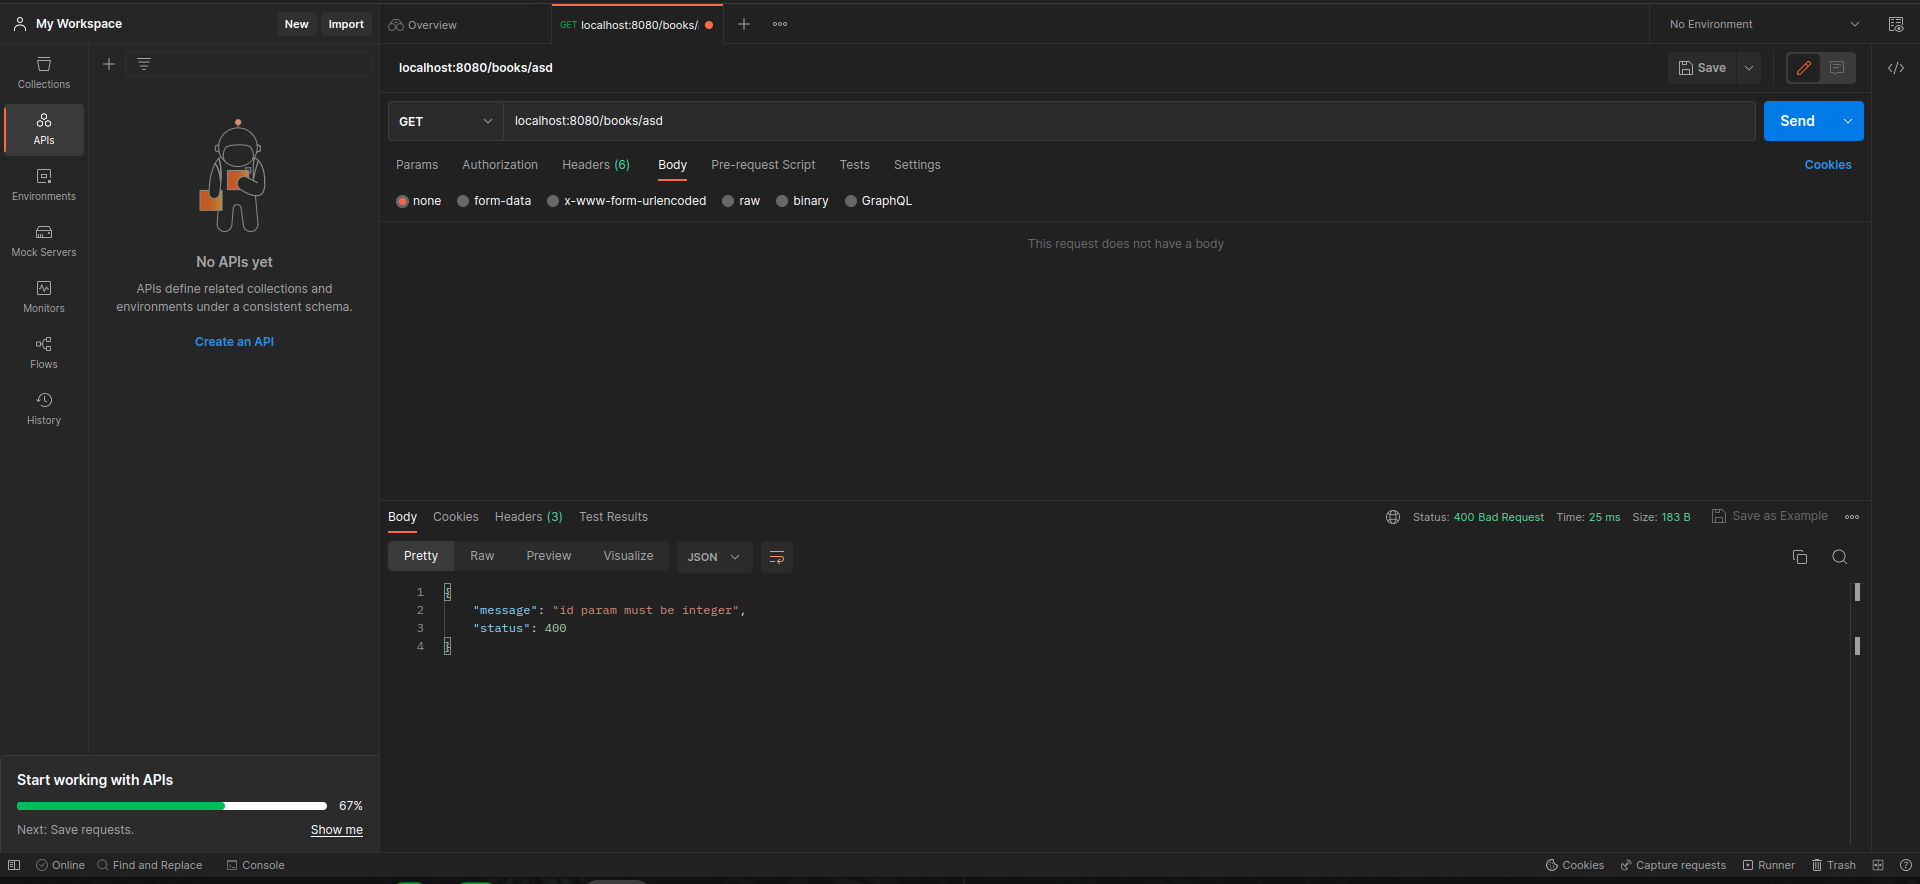 My Workspace
New
Import
Overview
GET localhost:8080/books/.
No Environment
Collections
APIs
Environments
Mock Servers
Monitors
Flows
History
No APIs yet
APIs define related collections and
environments under a consistent schema.
Create an API
Start working with APIs
67%
Next: Save requests.
Show me
localhost:8080/books/asd
Save
GET
localhost:8080/books/asd
Send
Params
Authorization
Headers (6)
Body
Pre-request Script
Tests
Settings
Cookies
none
form-data
x-www-form-urlencoded
raw
binary
GraphQL
This request does not have a body
Body
Cookies
Headers (3)
Test Results
Status: 400 Bad Request
Time: 25 ms
Size: 183 B
Save as Example
Pretty
Raw
Preview
Visualize
JSON
1 {
2 "message": "id param must be integer",
3 "status": 400
4 }
Online
Find and Replace
Console
Cookies
Capture requests
Runner
Trash